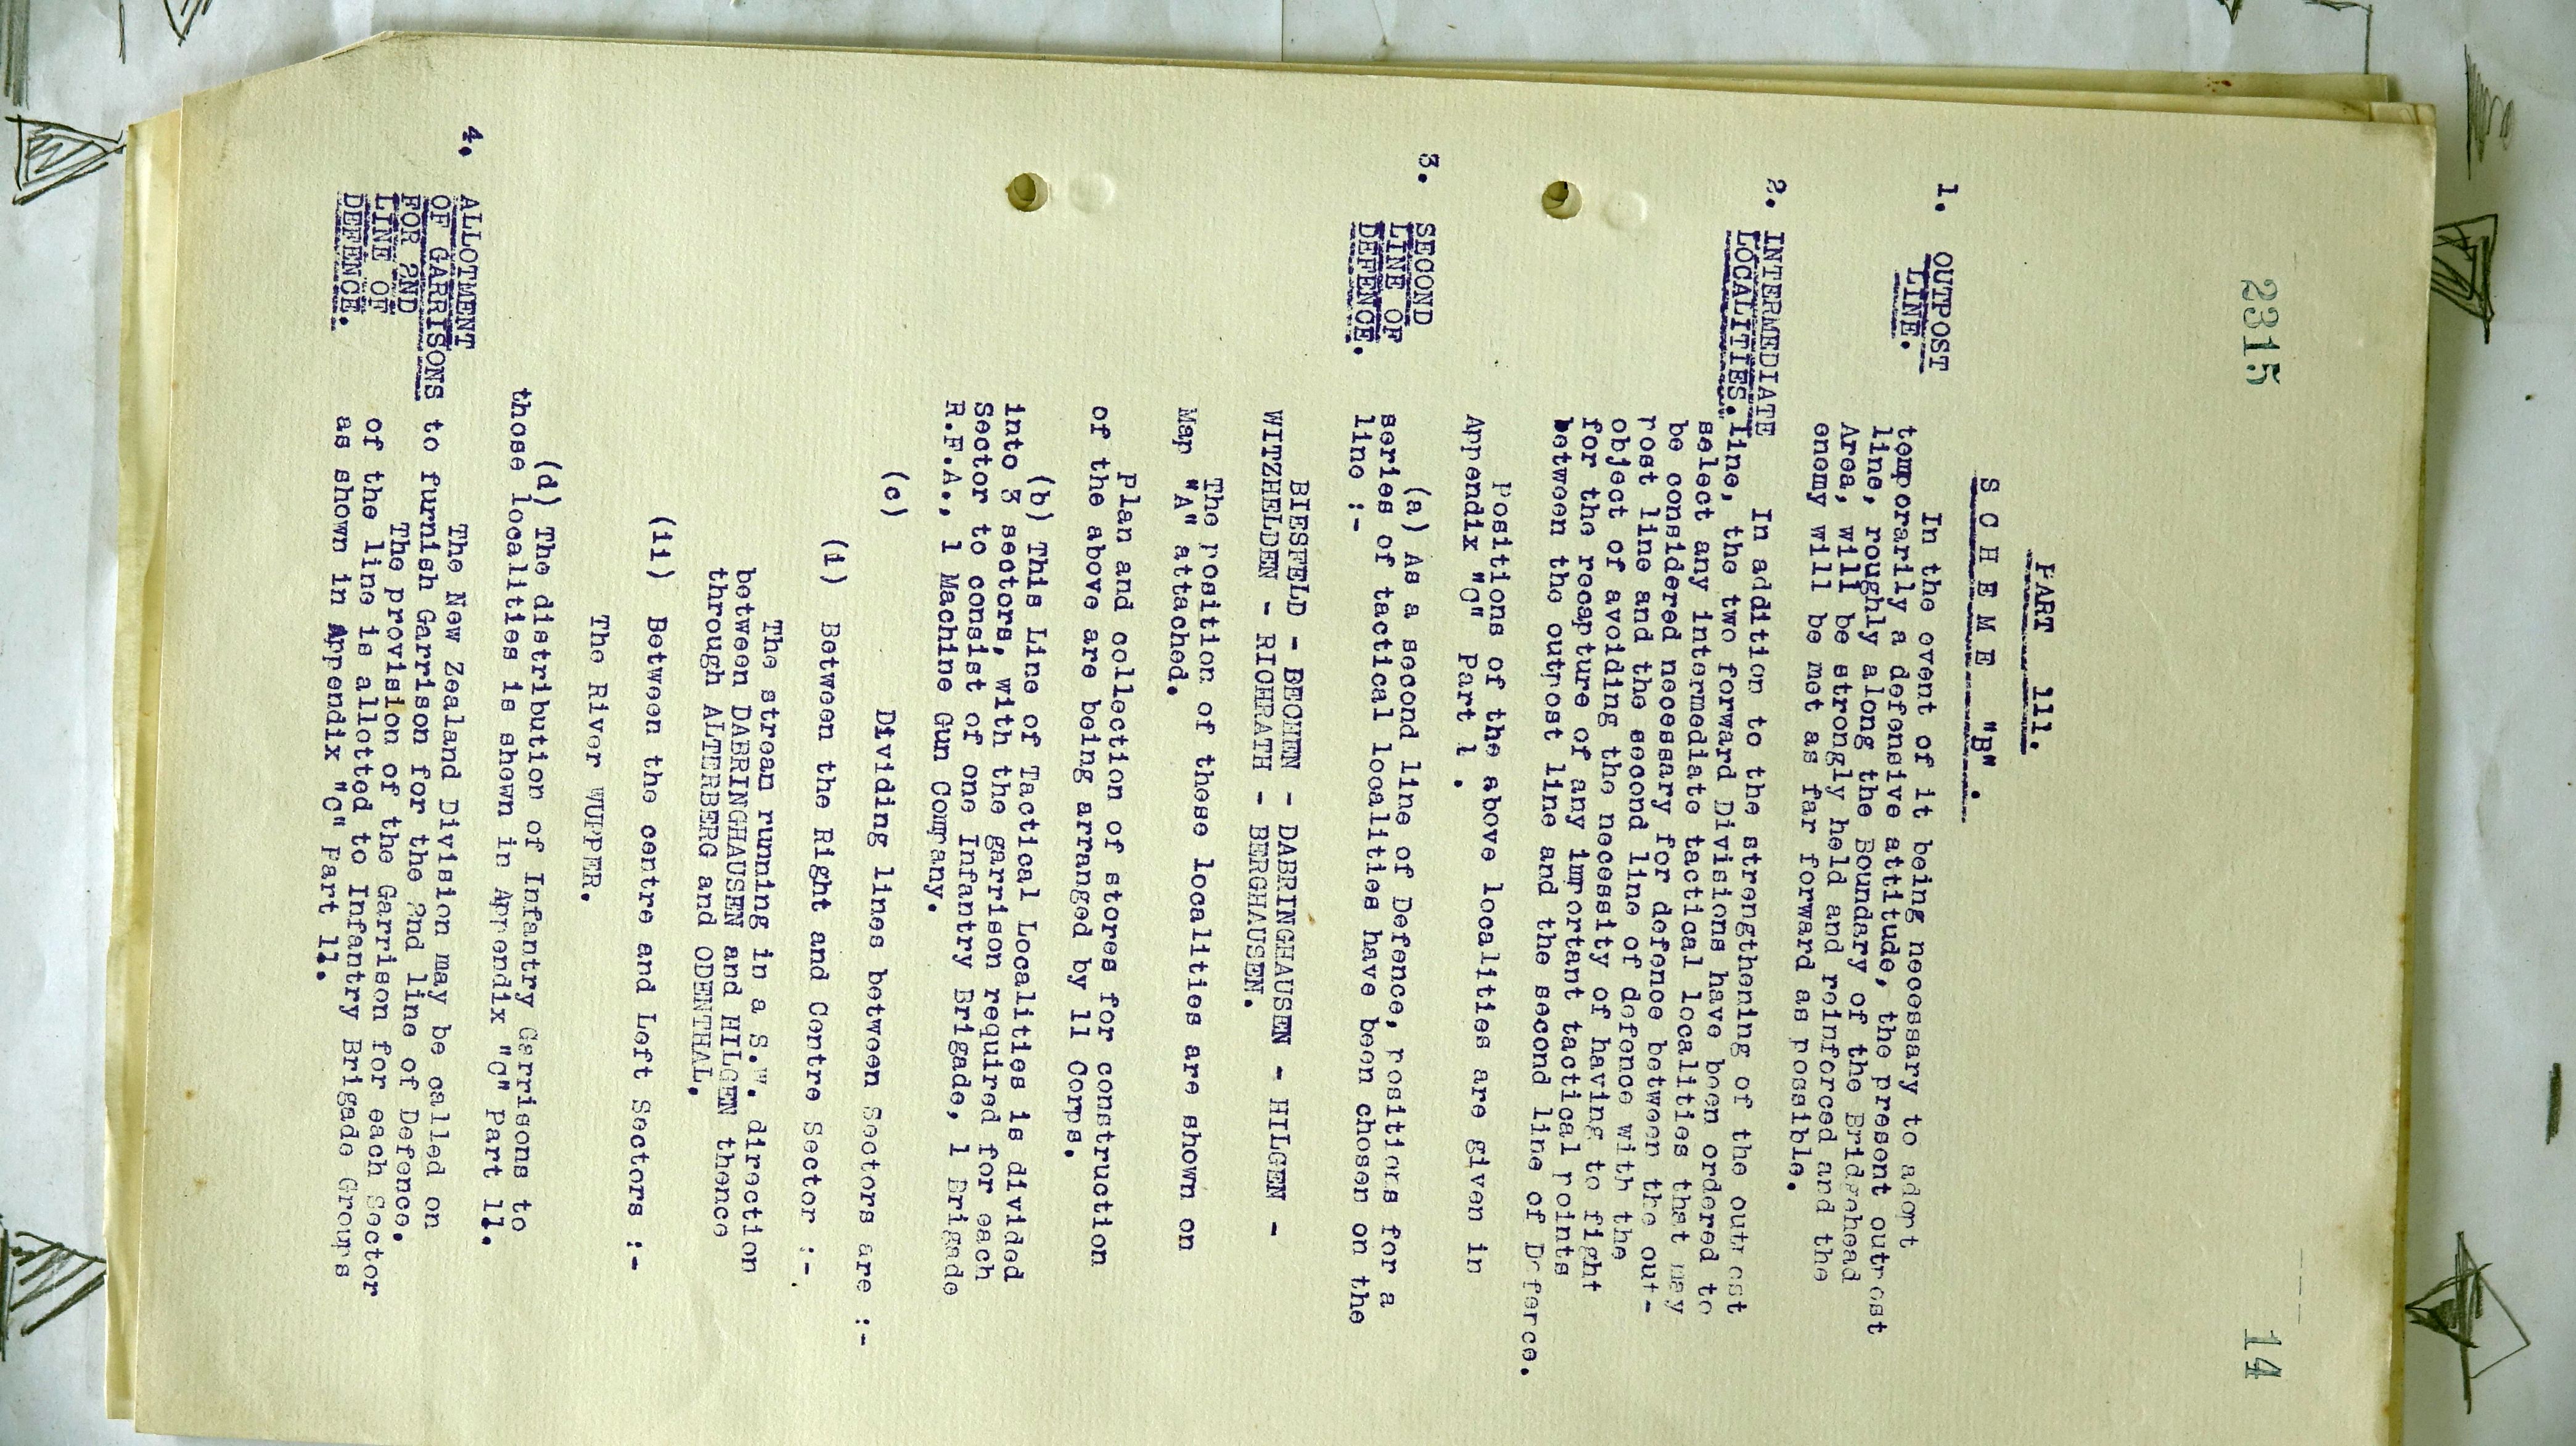 2315
14
PART 111.
S C H E M E "B".
1. OUTPOST
LINE.
In the event of it being necessary to adopt
temporarily a defensive attitude, the present outpost
line, roughly along the Boundary of the Bridgehead
Area, will be strongly held and reinforced and the
enemy will be met as far forward as possible.
2. INTERMEDIATE
LOCALITIES.
In addition to the strengthening of the outpost
line, the two forward Divisions have been ordered to
select any intermediate tactical localities that may
be considered necessary for defence between the out-
post line and the second line of defence with the
object of avoiding the necessity of having to fight
for the recapture of any important tactical points
between the outpost line and the second line of Defence.
Positions of the above localities are given in
Appendix "C" Part 1 .
3. SECOND
LINE OF
DEFENCE.
(a) As a second line of Defence, positions for a
series of tactical localities have been chosen on the
line :-
BIESFELD - BECHEN - DABRINGHAUSEN - HILGEN -
WITZHELDEN - RICHRATH - BERGHAUSEN.
The position of these localities are shown on
Map "A" attached.
Plan and collection of stores for construction
of the above are being arranged by 11 Corps.
(b) This Line of Tactical Localities is divided
into 3 sectors, with the garrison required for each
Sector to consist of one Infantry Brigade, 1 Brigade
R.F.A., 1 Machine Gun Company.
(c) Dividing lines between Sectors are :-
(i) Between the Right and Centre Sector :-
The stream running in a S.W. direction
between DABRINGHAUSEN and HILGEN thence
through ALTERBERG and ODENTHAL.
(ii) Between the centre and Left Sectors :-
The River WUPPER.
(d) The distribution of Infantry Garrisons to
those localities is shown in Appendix "C" Part 11.
4. ALLOTMENT
OF GARRISONS
FOR 2ND
LINE OF
DEFENCE.
The New Zealand Division may be called on
to furnish Garrison for the 2nd line of Defence.
The provision of the Garrison for each Sector
of the line is allotted to Infantry Brigade Groups
as shown in Appendix "C" Part 11.